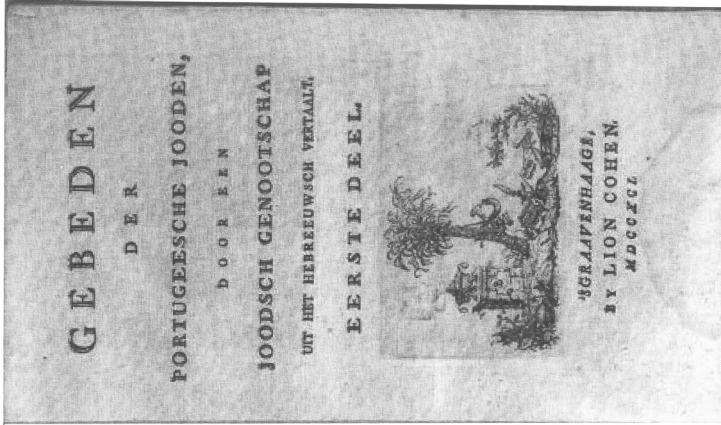 GEBEDEN
DER
PORTUGEESCHE JOODEN,
DOOR EEN
JOODSCH GENOOTSCHAP
UIT HET HEBREEUWSCH VERTAALT.
EERSTE DEEL.
'SGRAAVENHAAGE,
BY LION COHEN.
MDCCXCI